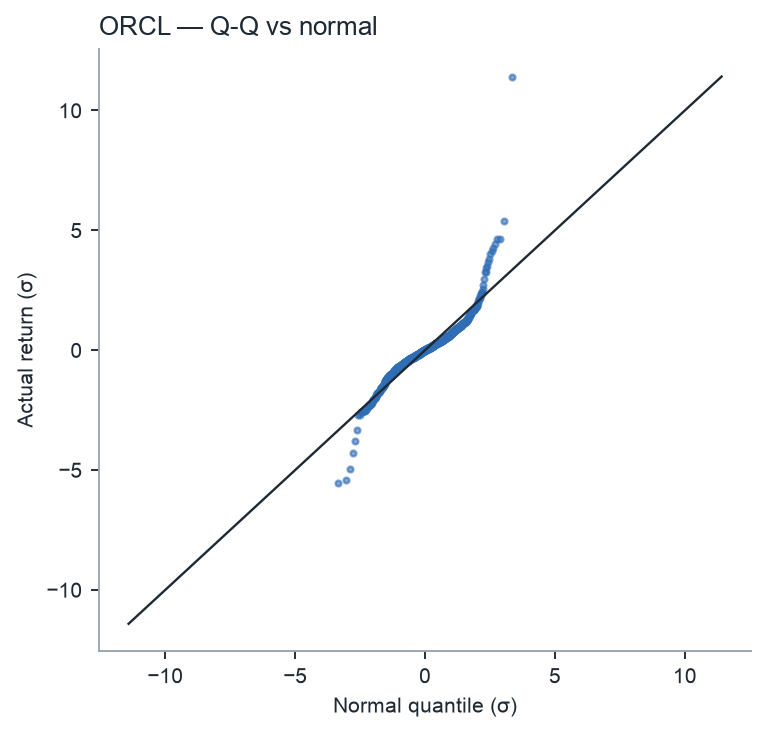 ORCL — Q-Q vs normal
Actual return (σ)
10
5
0
−5
−10
−10 −5 0 5 10
Normal quantile (σ)